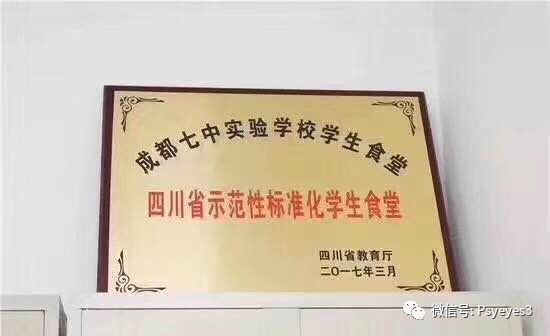 成都七中实验学校学生食堂
四川省示范性标准化学生食堂
四川省教育厅
二〇一七年三月
微信号: Psyeyes3